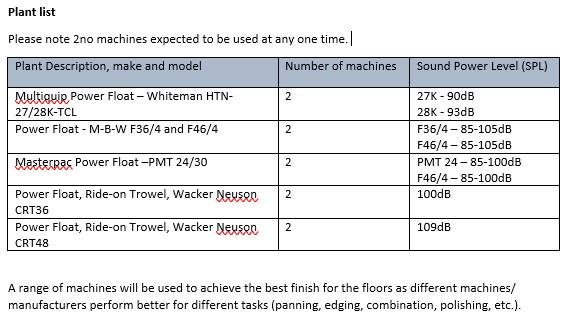 Plant list
Please note 2no machines expected to be used at any one time.
Plant Description, make and model Number of machines Sound Power Level (SPL)
Multiquip Power Float – Whiteman HTN- 2 27K - 90dB
27/28K-TCL 28K - 93dB
Power Float - M-B-W F36/4 and F46/4 2 F36/4 – 85-105dB
F46/4 – 85-105dB
Masterpac Power Float –PMT 24/30 2 PMT 24 – 85-100dB
F46/4 – 85-100dB
Power Float, Ride-on Trowel, Wacker Neuson 2 100dB
CRT36
Power Float, Ride-on Trowel, Wacker Neuson 2 109dB
CRT48
A range of machines will be used to achieve the best finish for the floors as different machines/
manufacturers perform better for different tasks (panning, edging, combination, polishing, etc.).